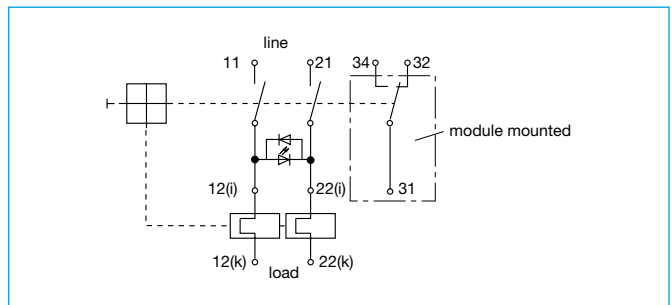 line
11 21 34 32
module mounted
12(i) 22(i) 31
12(k) 22(k)
load